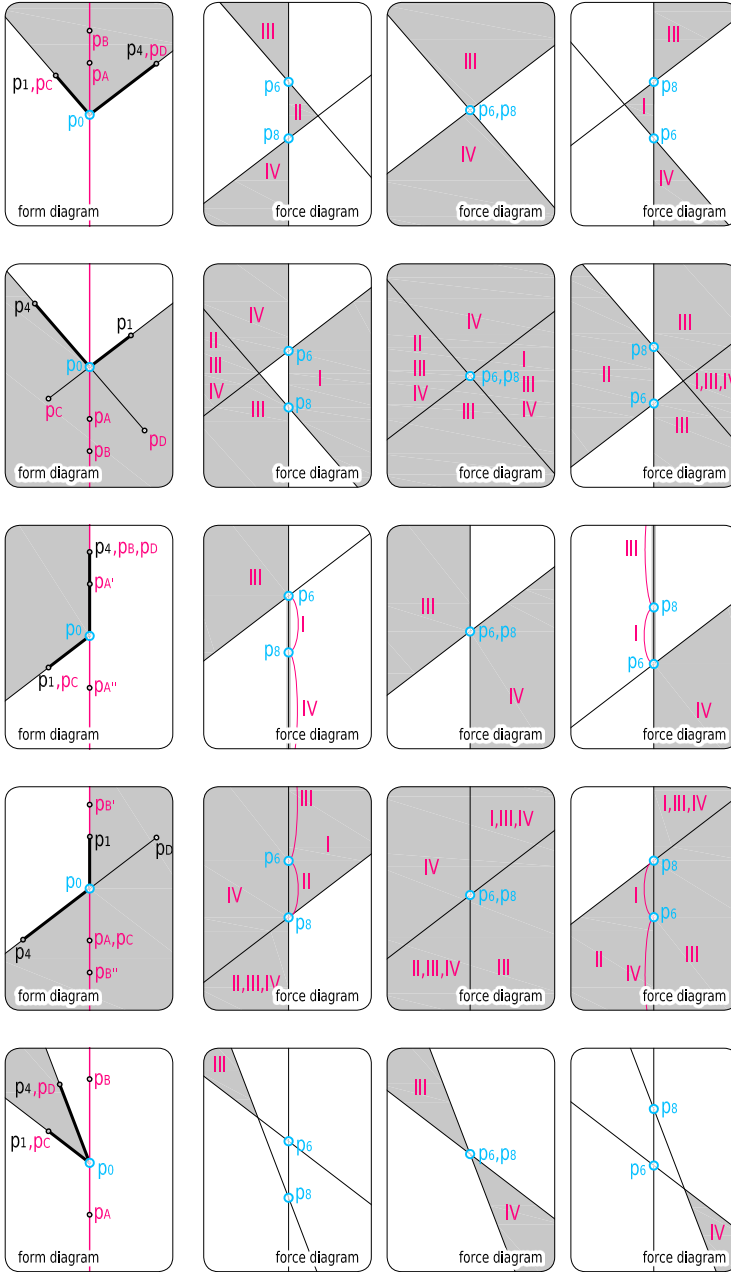 pB
p4,pD
p1,pC
pA
p0
form diagram
III
p6
II
p8
IV
force diagram
III
p6,p8
IV
force diagram
III
p8
I
p6
IV
force diagram
p4
p1
p0
pC
pA
pD
pB
form diagram
IV
II
p6
III
I
IV
III
p8
force diagram
IV
II
I
III
p6,p8
III
IV
III
IV
force diagram
III
p8
II
I,III,IV
p6
III
force diagram
p4,pB,pD
pA'
p0
p1,pC
pA''
form diagram
III
p6
I
p8
IV
force diagram
III
p6,p8
IV
force diagram
III
p8
I
p6
IV
force diagram
pB'
p1
pD
p0
p4
pA,pC
pB''
form diagram
III
I
p6
IV
II
p8
II,III,IV
force diagram
I,III,IV
IV
p6,p8
II,III,IV
III
force diagram
I,III,IV
p8
I
p6
II
IV
III
force diagram
pB
p4,pD
p1,pC
p0
pA
form diagram
III
p6
p8
force diagram
III
p6,p8
IV
force diagram
p8
p6
IV
force diagram